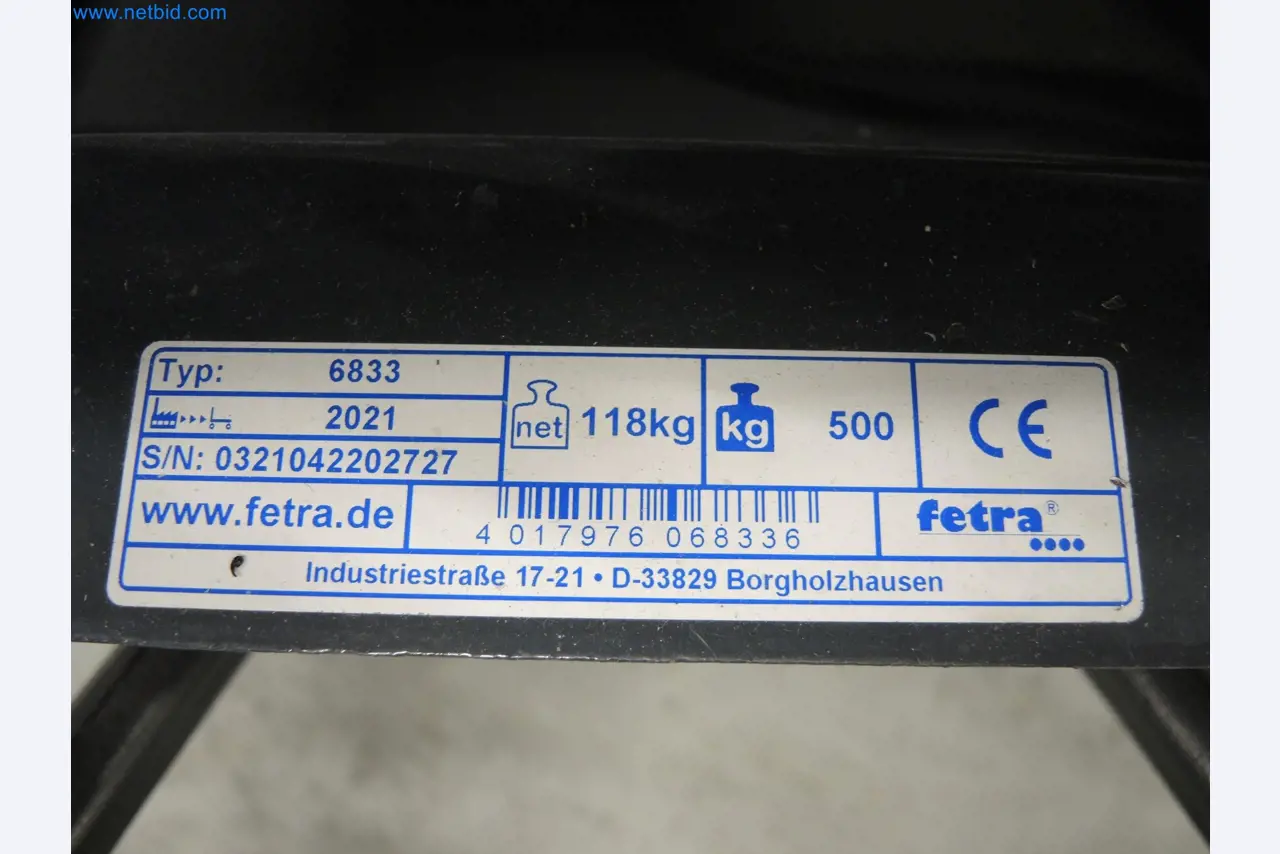 www.netbid.com
Typ: 6833
2021
S/N: 0321042202727
net 118kg
kg 500
CE
www.fetra.de
4 017976 068336
fetra®
Industriestraße 17-21 • D-33829 Borgholzhausen